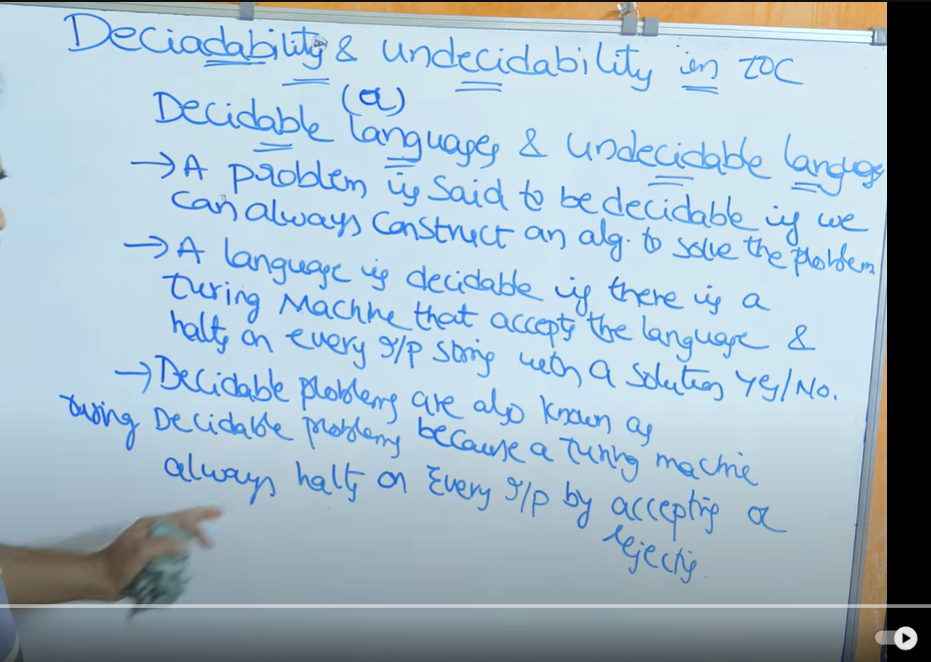 Deciadability & undecidability in TOC
(or)
Decidable languages & undecidable languages
→ A problem is said to be decidable if we
can always construct an alg. to solve the problem
→ A language is decidable if there is a
Turing Machine that accepts the language &
halts on every I/P string with a solution Yes/No.
→ Decidable problems are also known as
turing Decidable problems because a Turing machine
always halts on Every I/P by accepting or
rejecting.